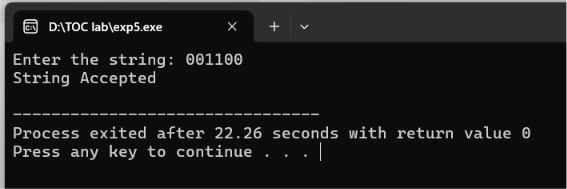 D:\TOC lab\exp5.exe
Enter the string: 001100
String Accepted
--------------------------------
Process exited after 22.26 seconds with return value 0
Press any key to continue . . .